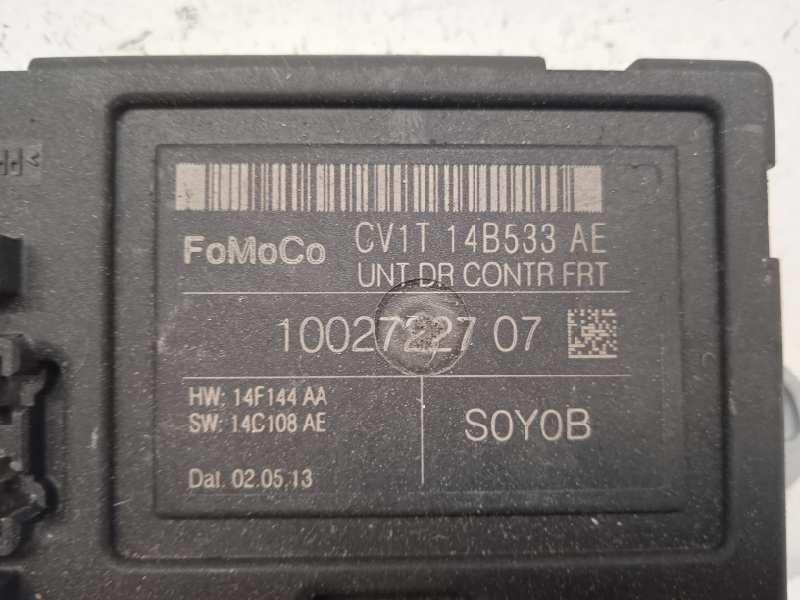 FoMoCo CV1T 14B533 AE
UNT DR CONTR FRT
10027227 07
HW: 14F144 AA
SW: 14C108 AE
S0Y0B
Dat. 02.05.13